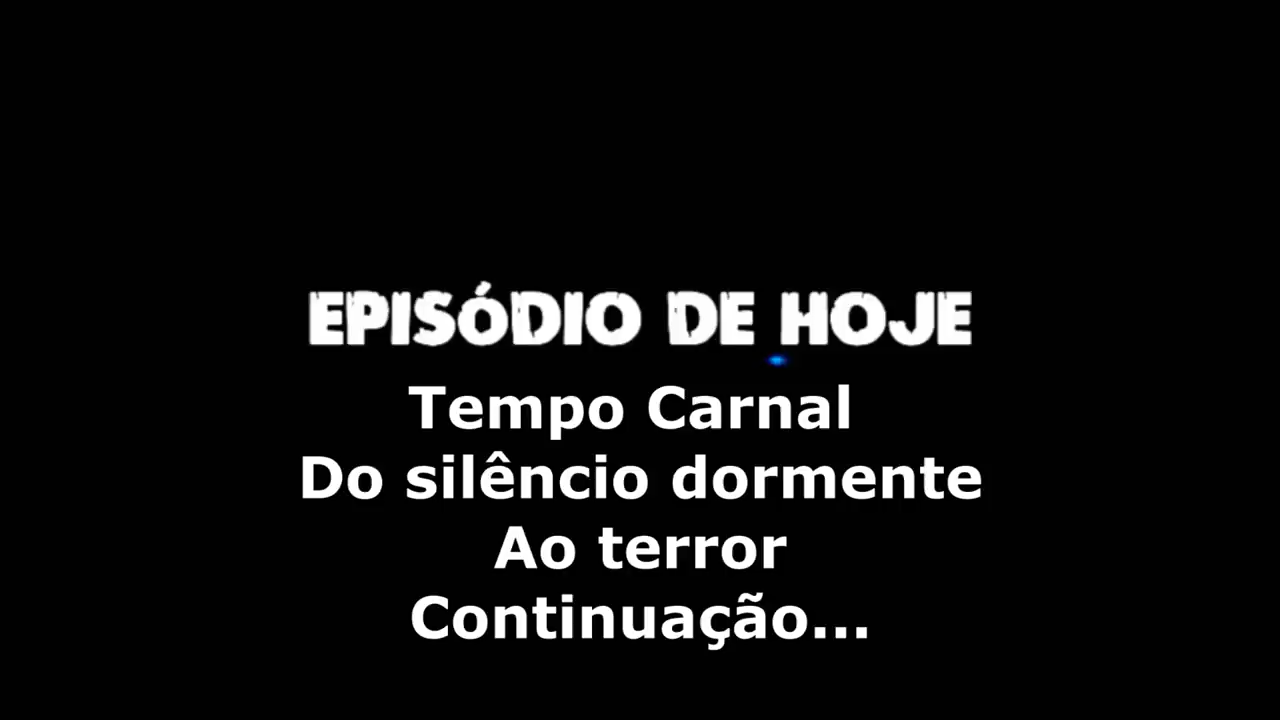 EPISÓDIO DE HOJE
Tempo Carnal
Do silêncio dormente
Ao terror
Continuação...